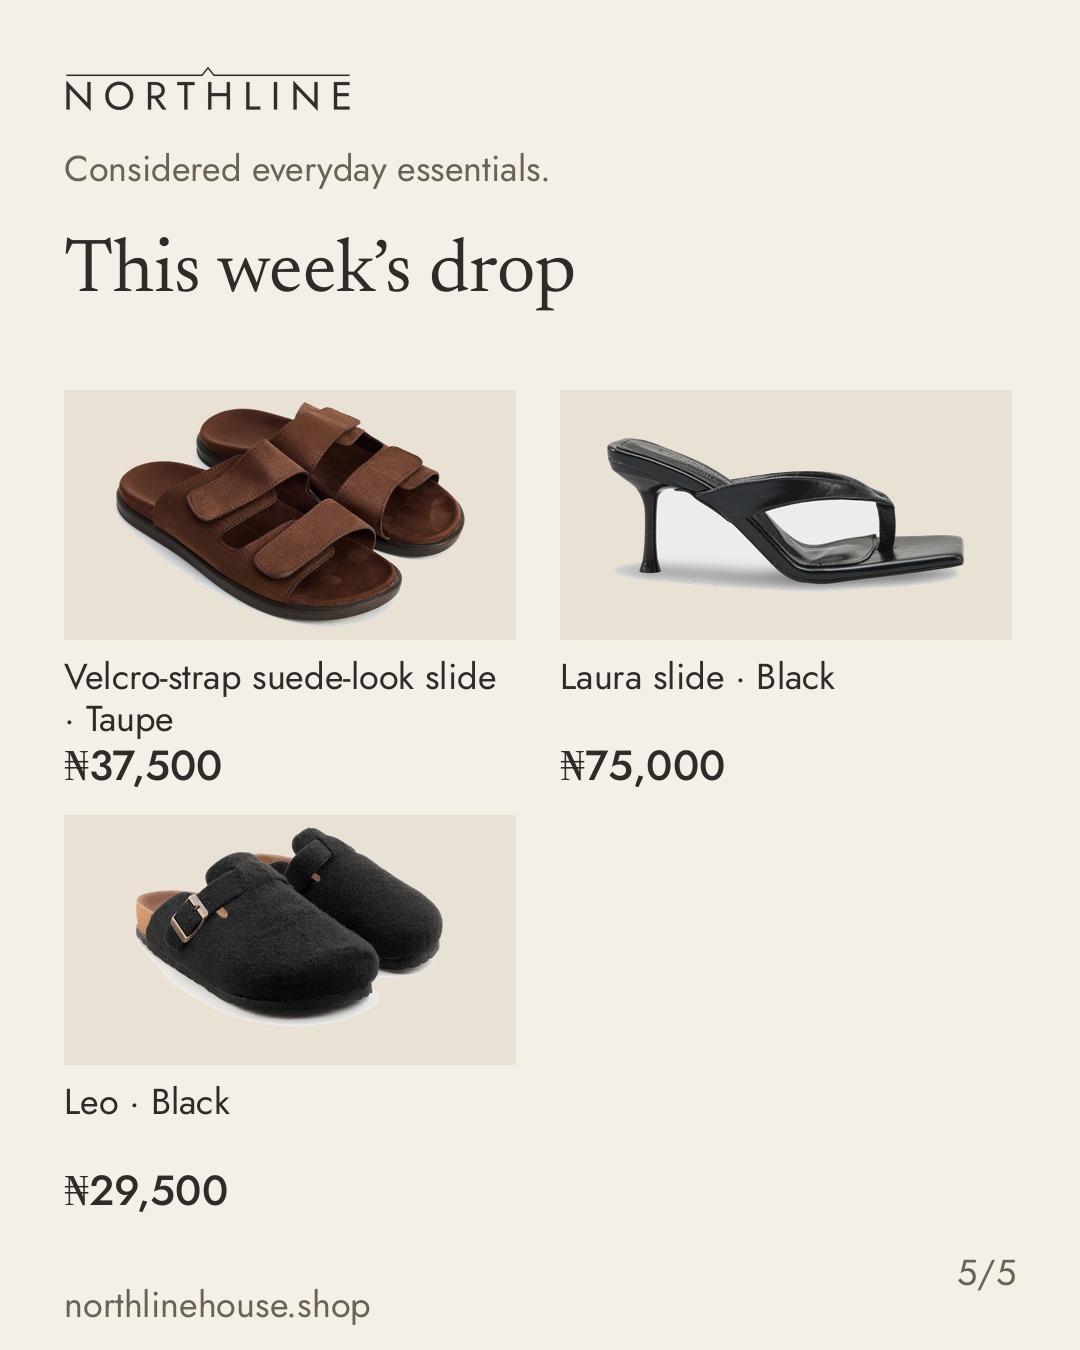 NORTHLINE
Considered everyday essentials.
This week’s drop
Velcro-strap suede-look slide
· Taupe
₦37,500
Laura slide · Black
₦75,000
Leo · Black
₦29,500
5/5
northlinehouse.shop